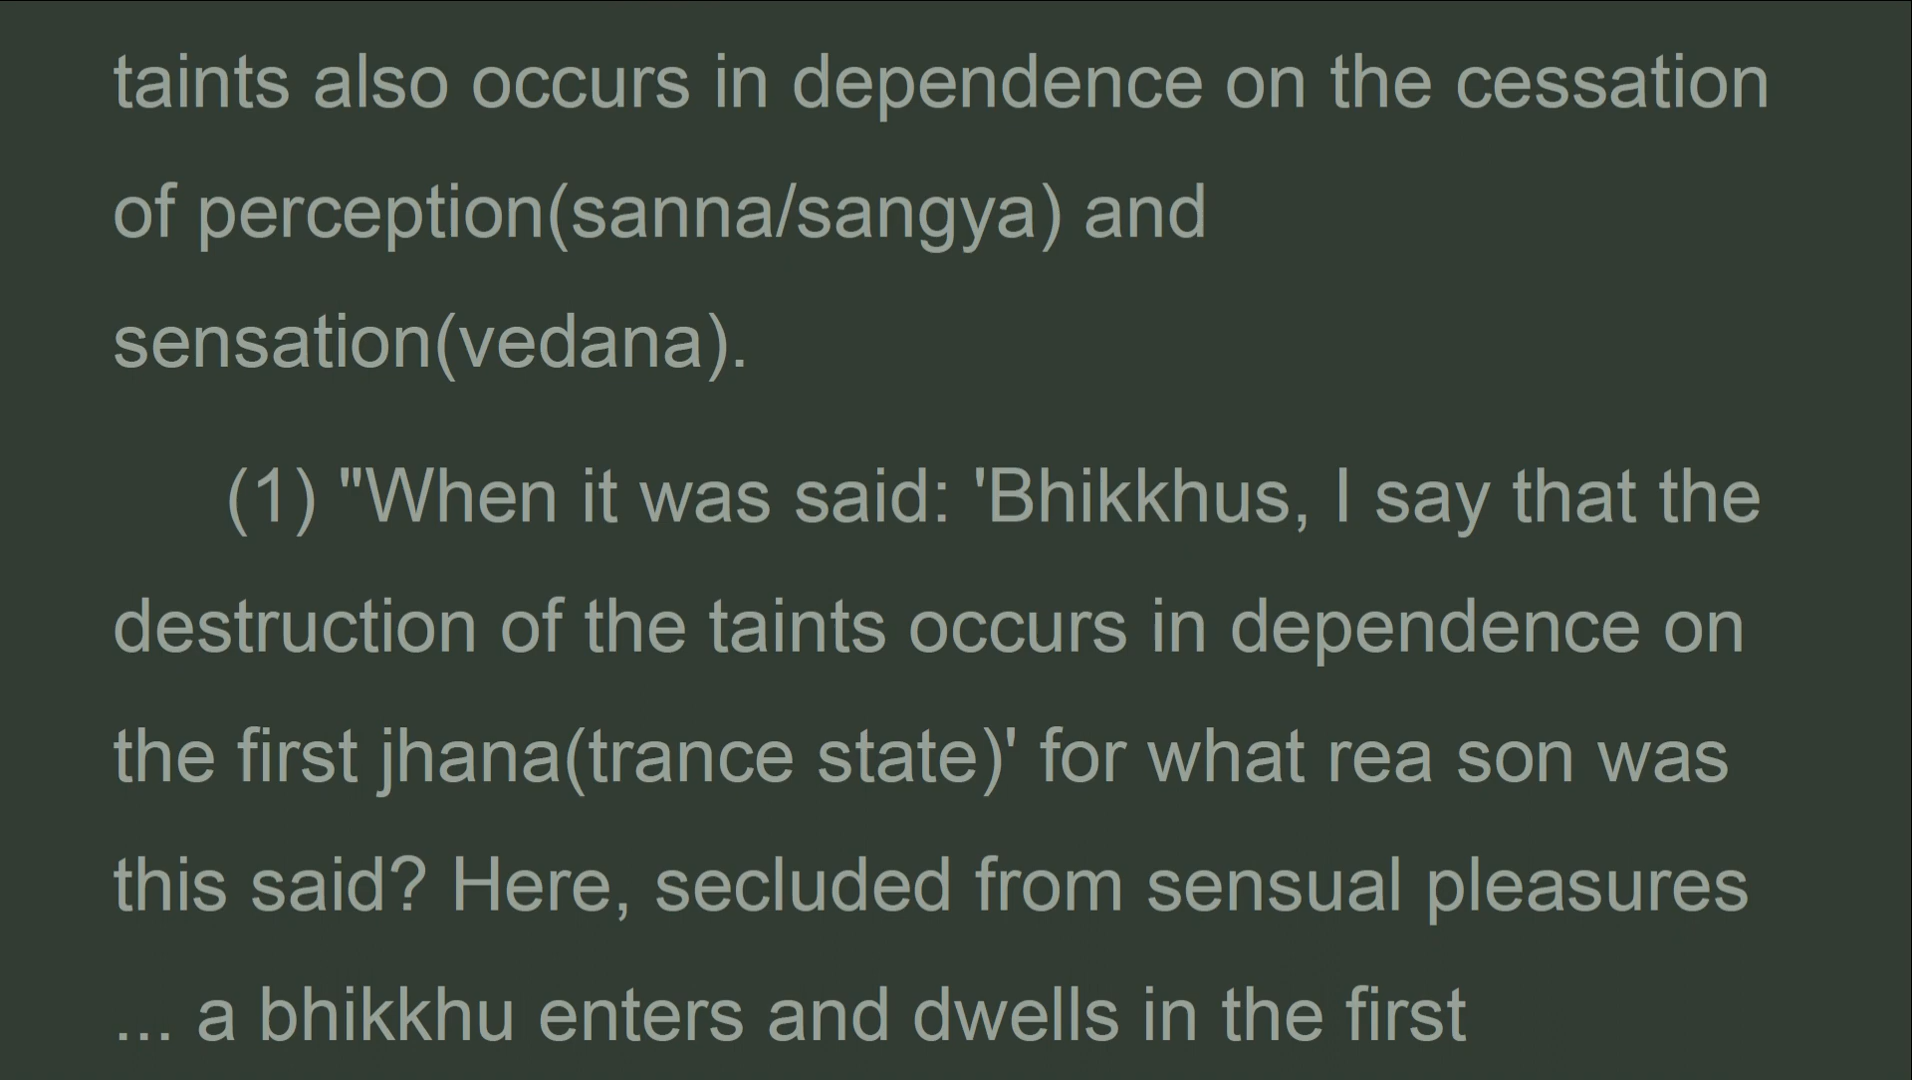 taints also occurs in dependence on the cessation
of perception(sanna/sangya) and
sensation(vedana).
(1) "When it was said: 'Bhikkhus, I say that the
destruction of the taints occurs in dependence on
the first jhana(trance state)' for what rea son was
this said? Here, secluded from sensual pleasures
... a bhikkhu enters and dwells in the first